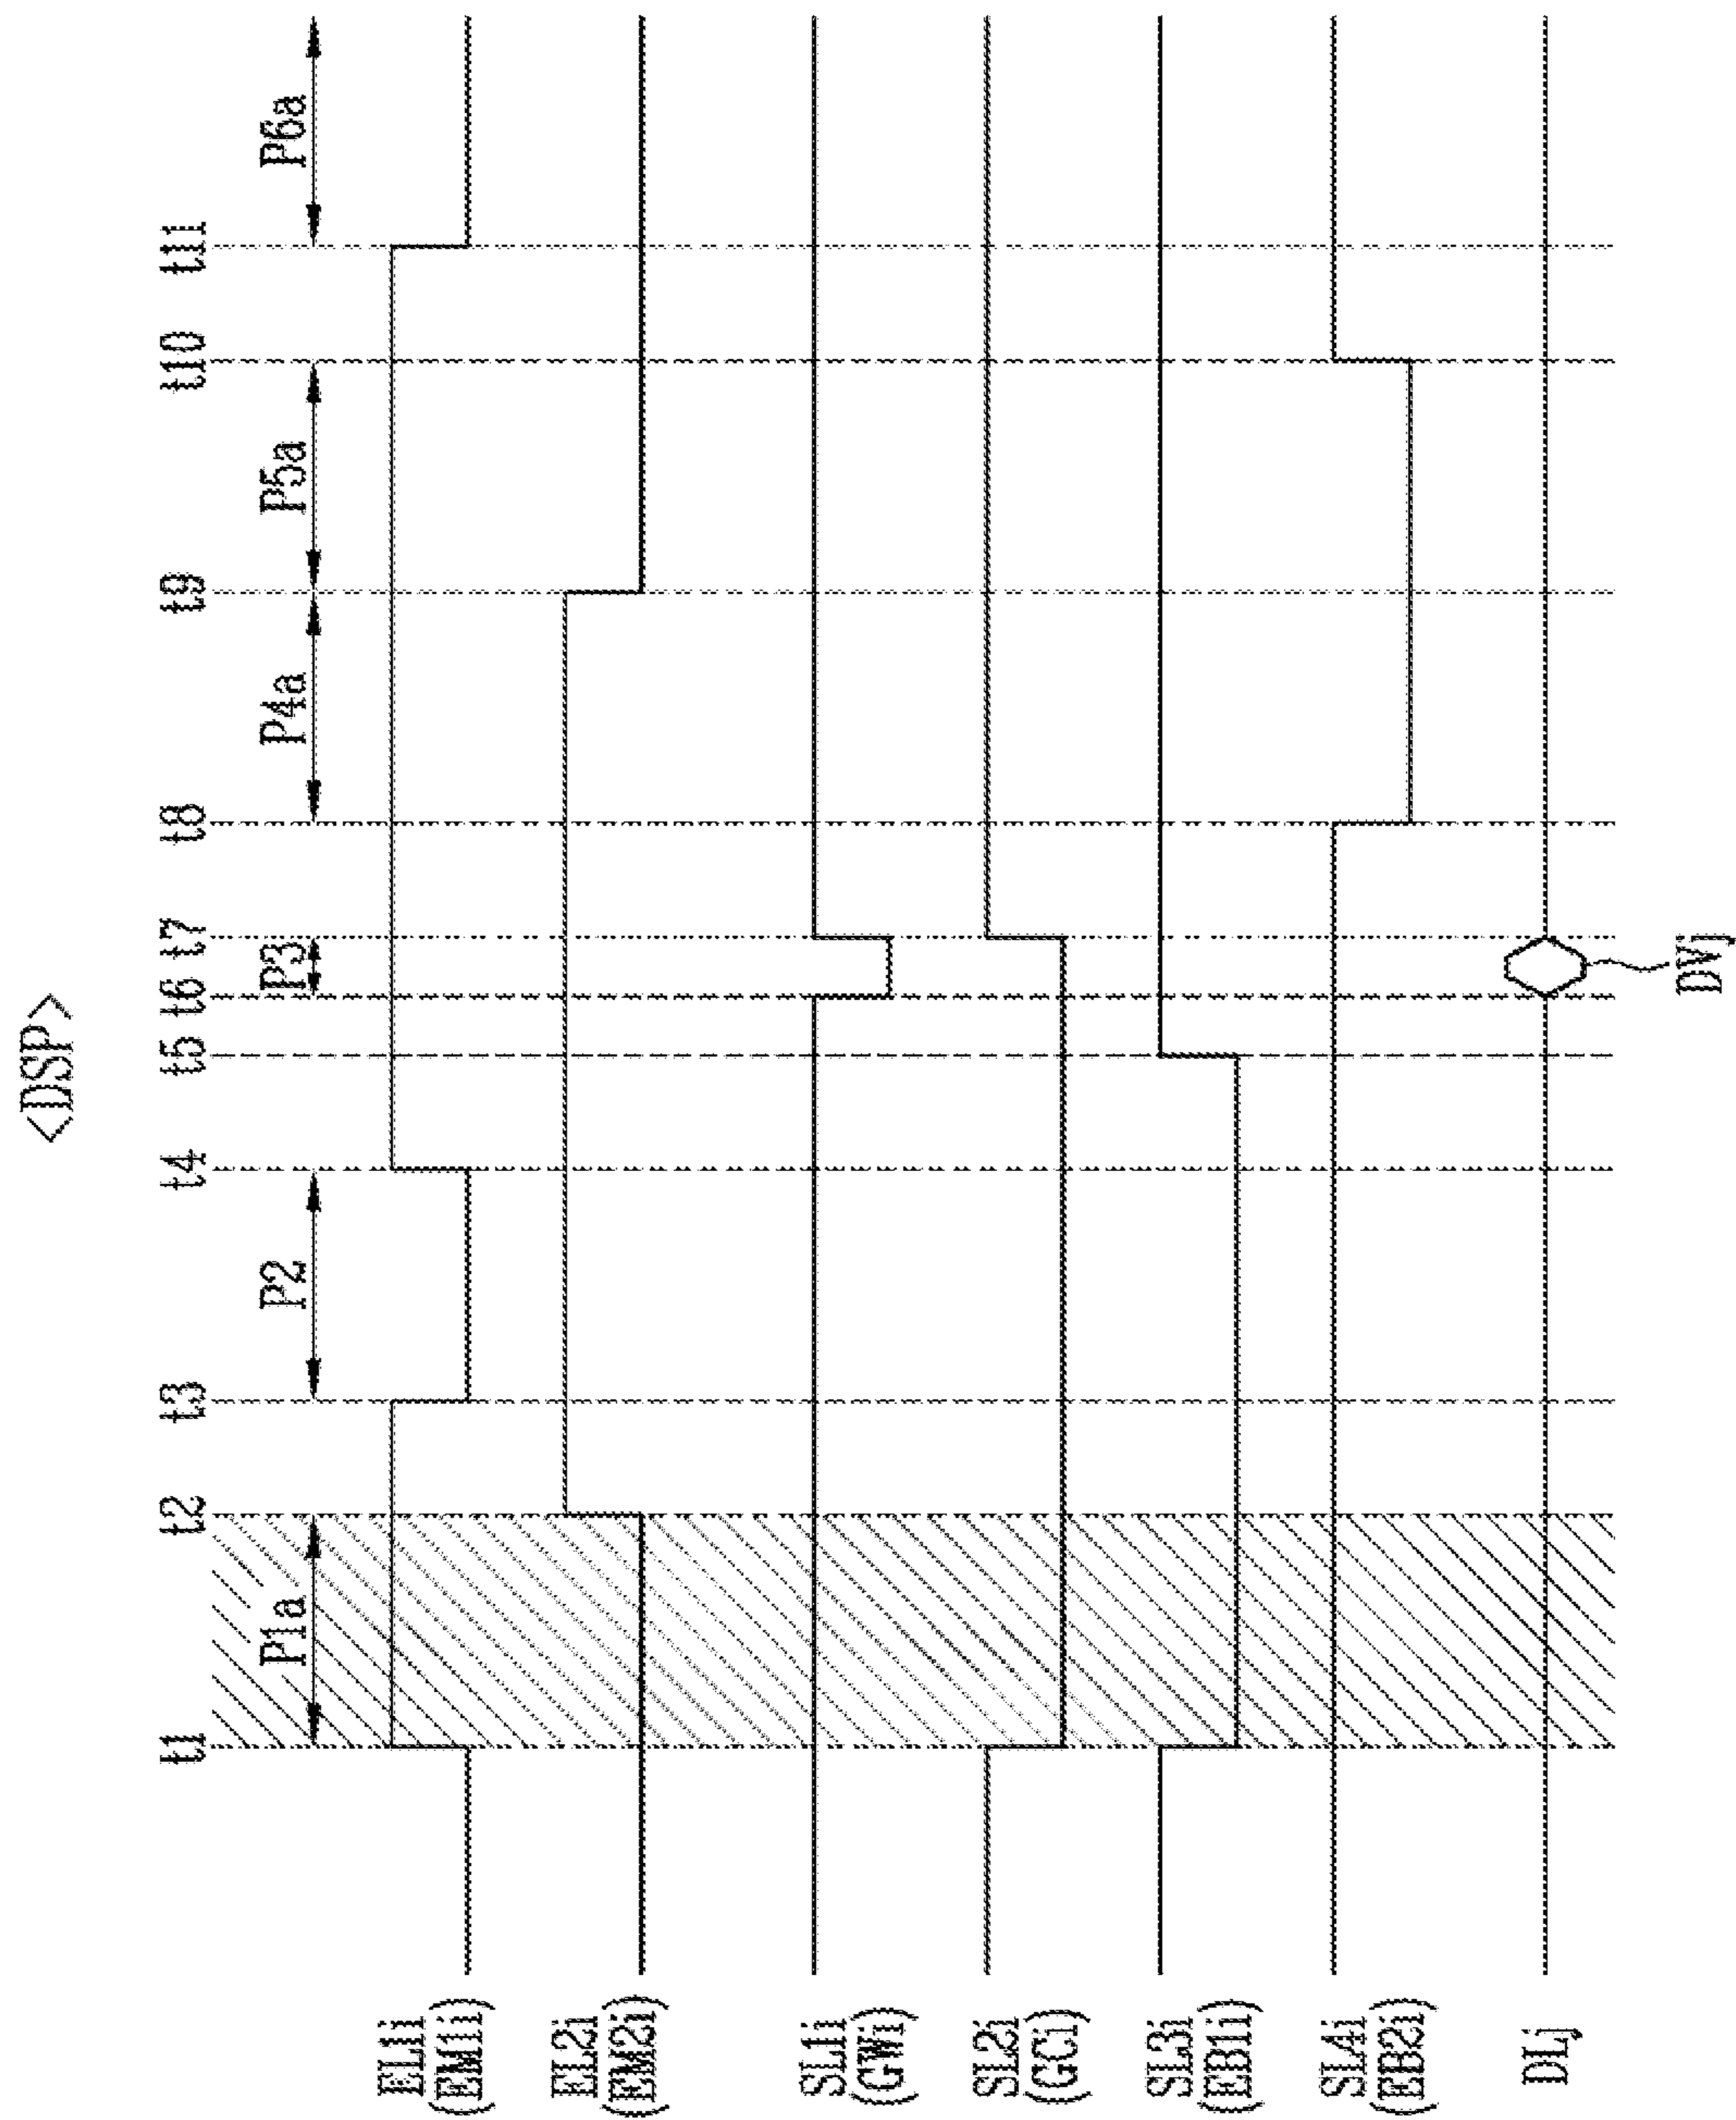 <DSP>
t1 t2 t3 t4 t5 t6 t7 t8 t9 t10 t11
P1a P2 P3 P4a P5a P6a
EL1i
(EM1i)
EL2i
(EM2i)
SL1i
(GWi)
SL2i
(GCi)
SL3i
(EB1i)
SL4i
(EB2i)
DLj
DVj